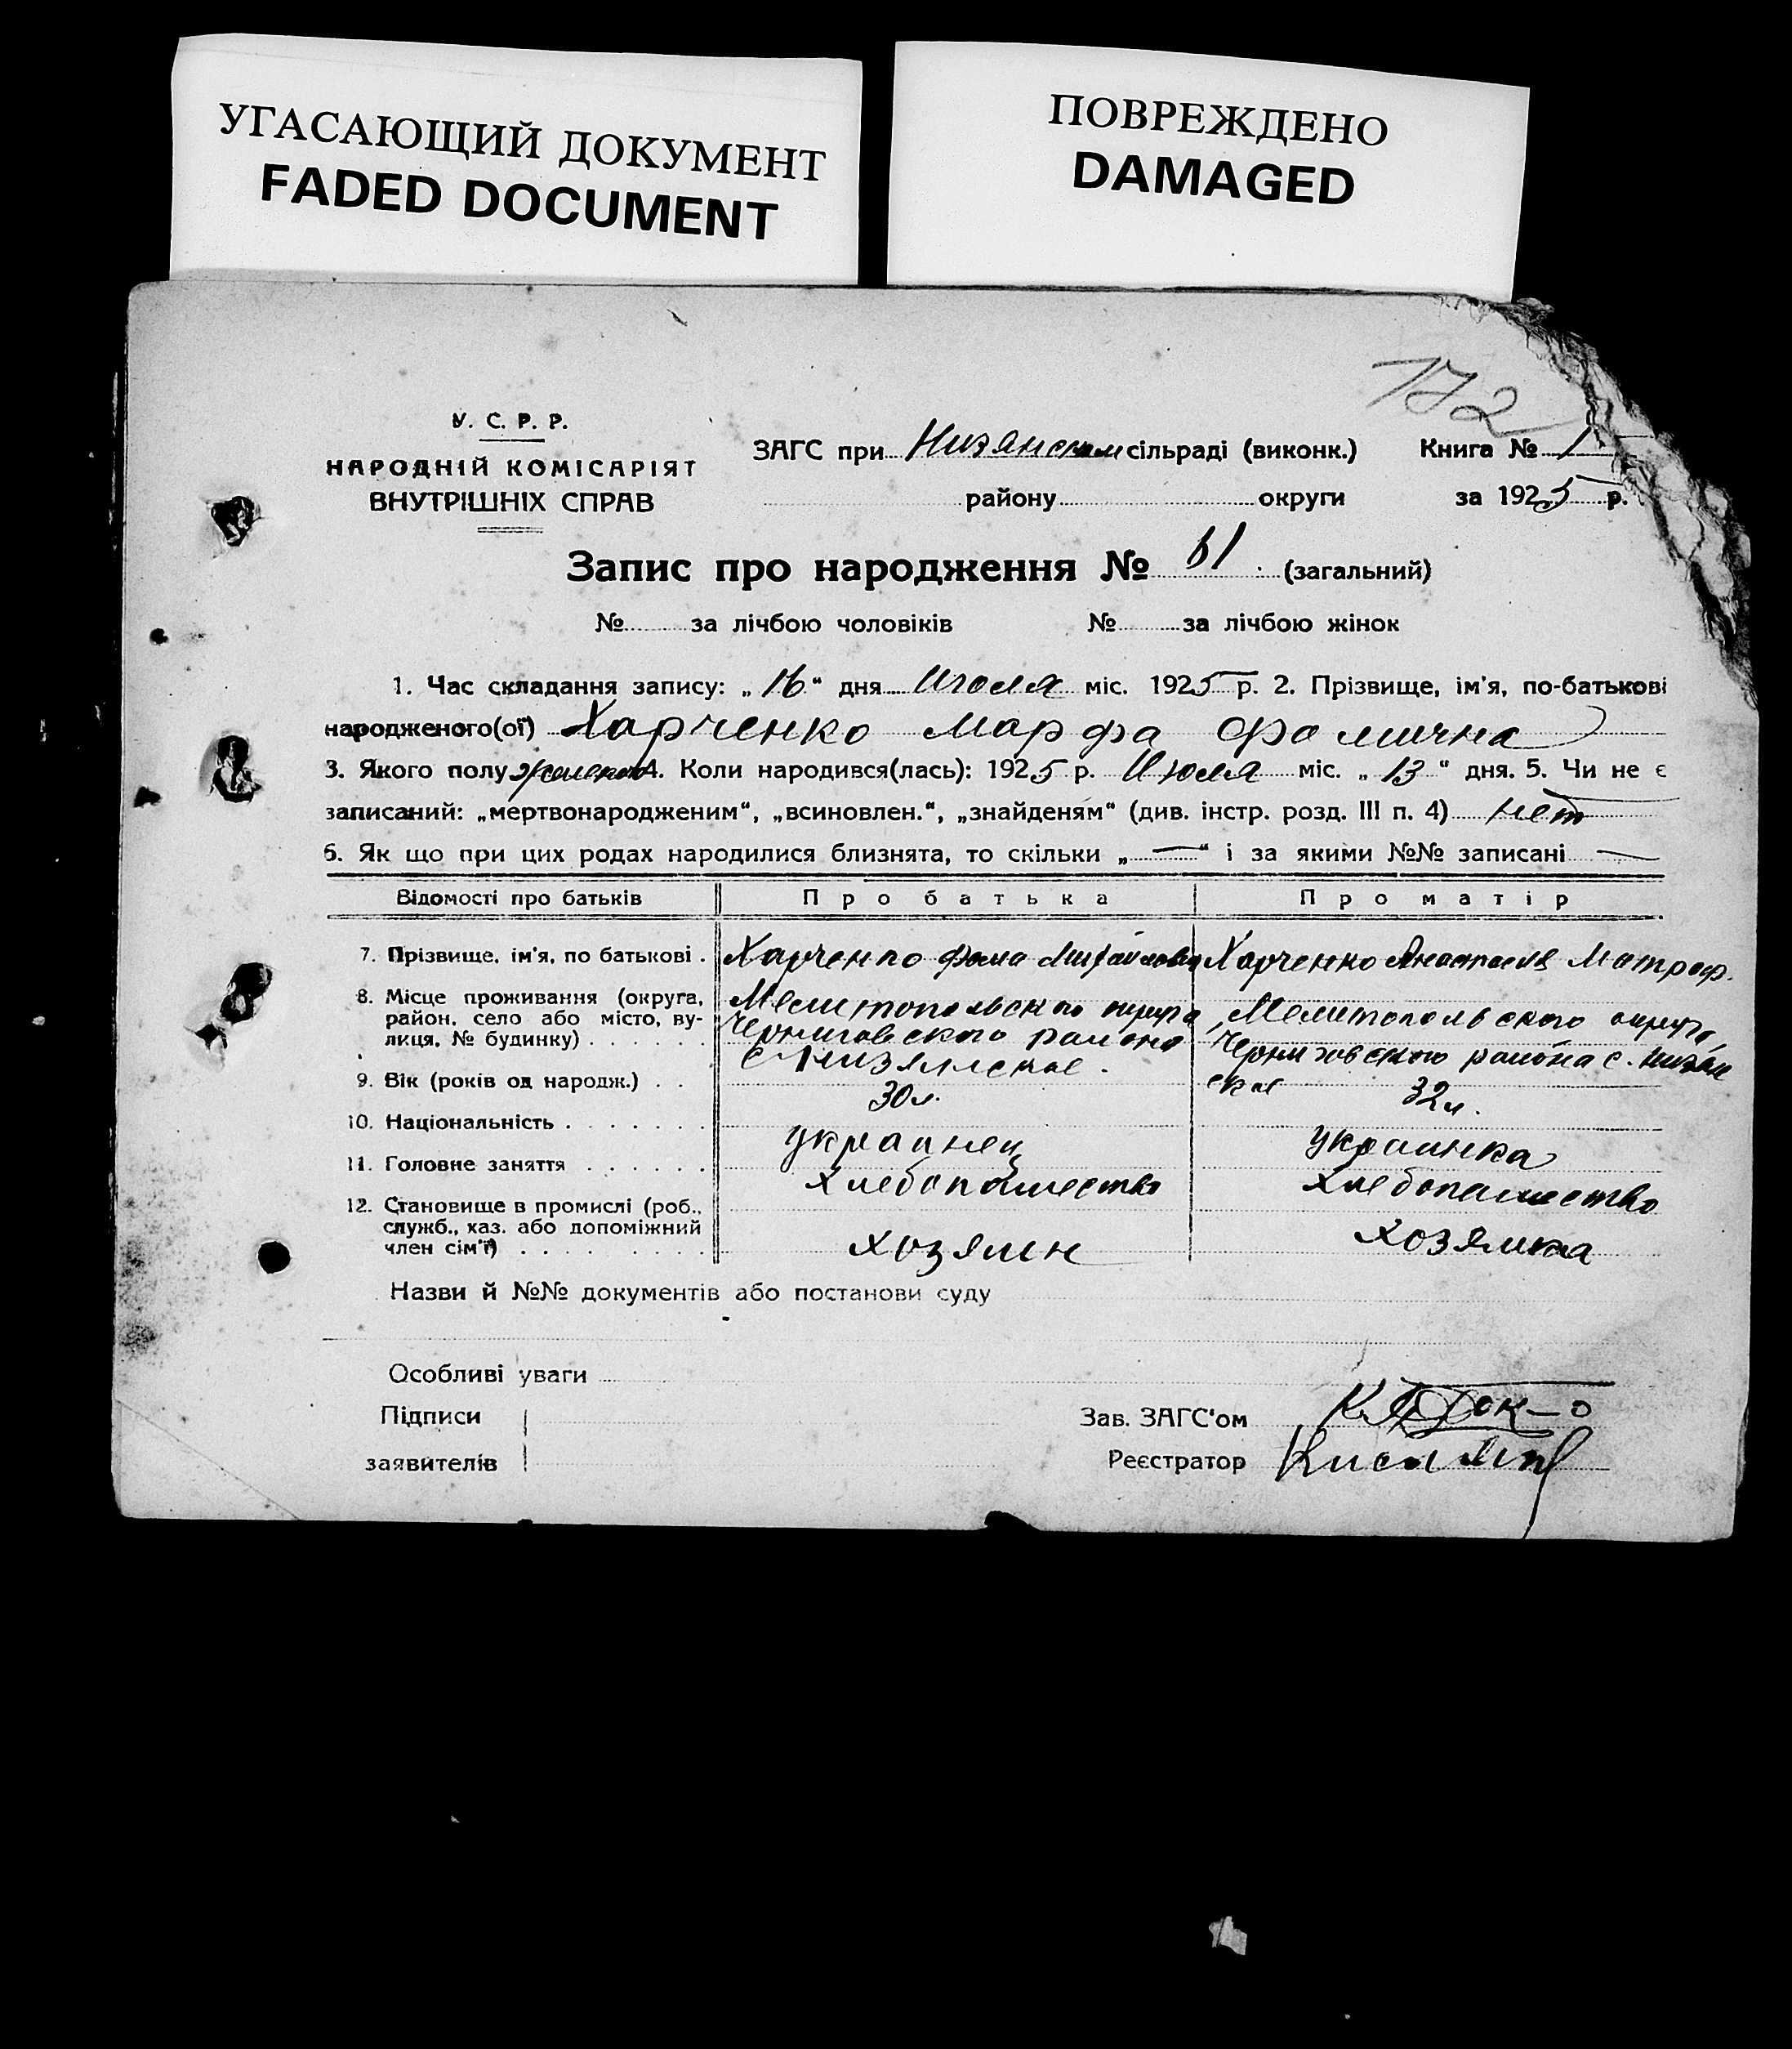 УГАСАЮЩИЙ ДОКУМЕНТ
FADED DOCUMENT
ПОВРЕЖДЕНО
DAMAGED
172
У. С. Р. Р.
НАРОДНІЙ КОМІСАРІЯТ
ВНУТРІШНІХ СПРАВ
ЗАГС при Низянском сільраді (виконк.) Книга № 1
району округи за 1925 р.
Запис про народження № 61 (загальний)
№ за лічбою чоловіків № за лічбою жінок
1. Час складання запису: „16“ дня Июля міс. 1925 р. 2. Прізвище, ім'я, по-батькові
народженого(ої) Харченко Марфа Фомична
3. Якого полу женского 4. Коли народився(лась): 1925 р. Июля міс. „13“ дня. 5. Чи не є
записаний: „мертвонародженим“, „всиновлен.“, „знайденям“ (див. інстр. розд. III п. 4) нет
6. Як що при цих родах народилися близнята, то скільки „—“ і за якими №№ записані —
Відомості про батьків Про батька Про матір
7. Прізвище, ім'я, по батькові . Харченко Фома Михайлович Харченко Анастасия Матроф.
8. Місце проживання (округа, район, село або місто, вулиця, № будинку) . . . . . .
Мелитопольского округа
Черниговского района
с Низянское.
Мелитопольского округа,
Черниговского района с. Низян
ское
9. Вік (років од народж.) . . 30 л. 32 л.
10. Національність . . . . . . . украинец украинка
11. Головне заняття . . . . . . хлебопашество хлебопашество
12. Становище в промислі (роб., служб., хаз. або допоміжний член сім'ї) . . . . . . . . . хозяин хозяика
Назви й №№ документів або постанови суду
Особливі уваги
Підписи
заявителів
Зав. ЗАГС'ом
Реєстратор